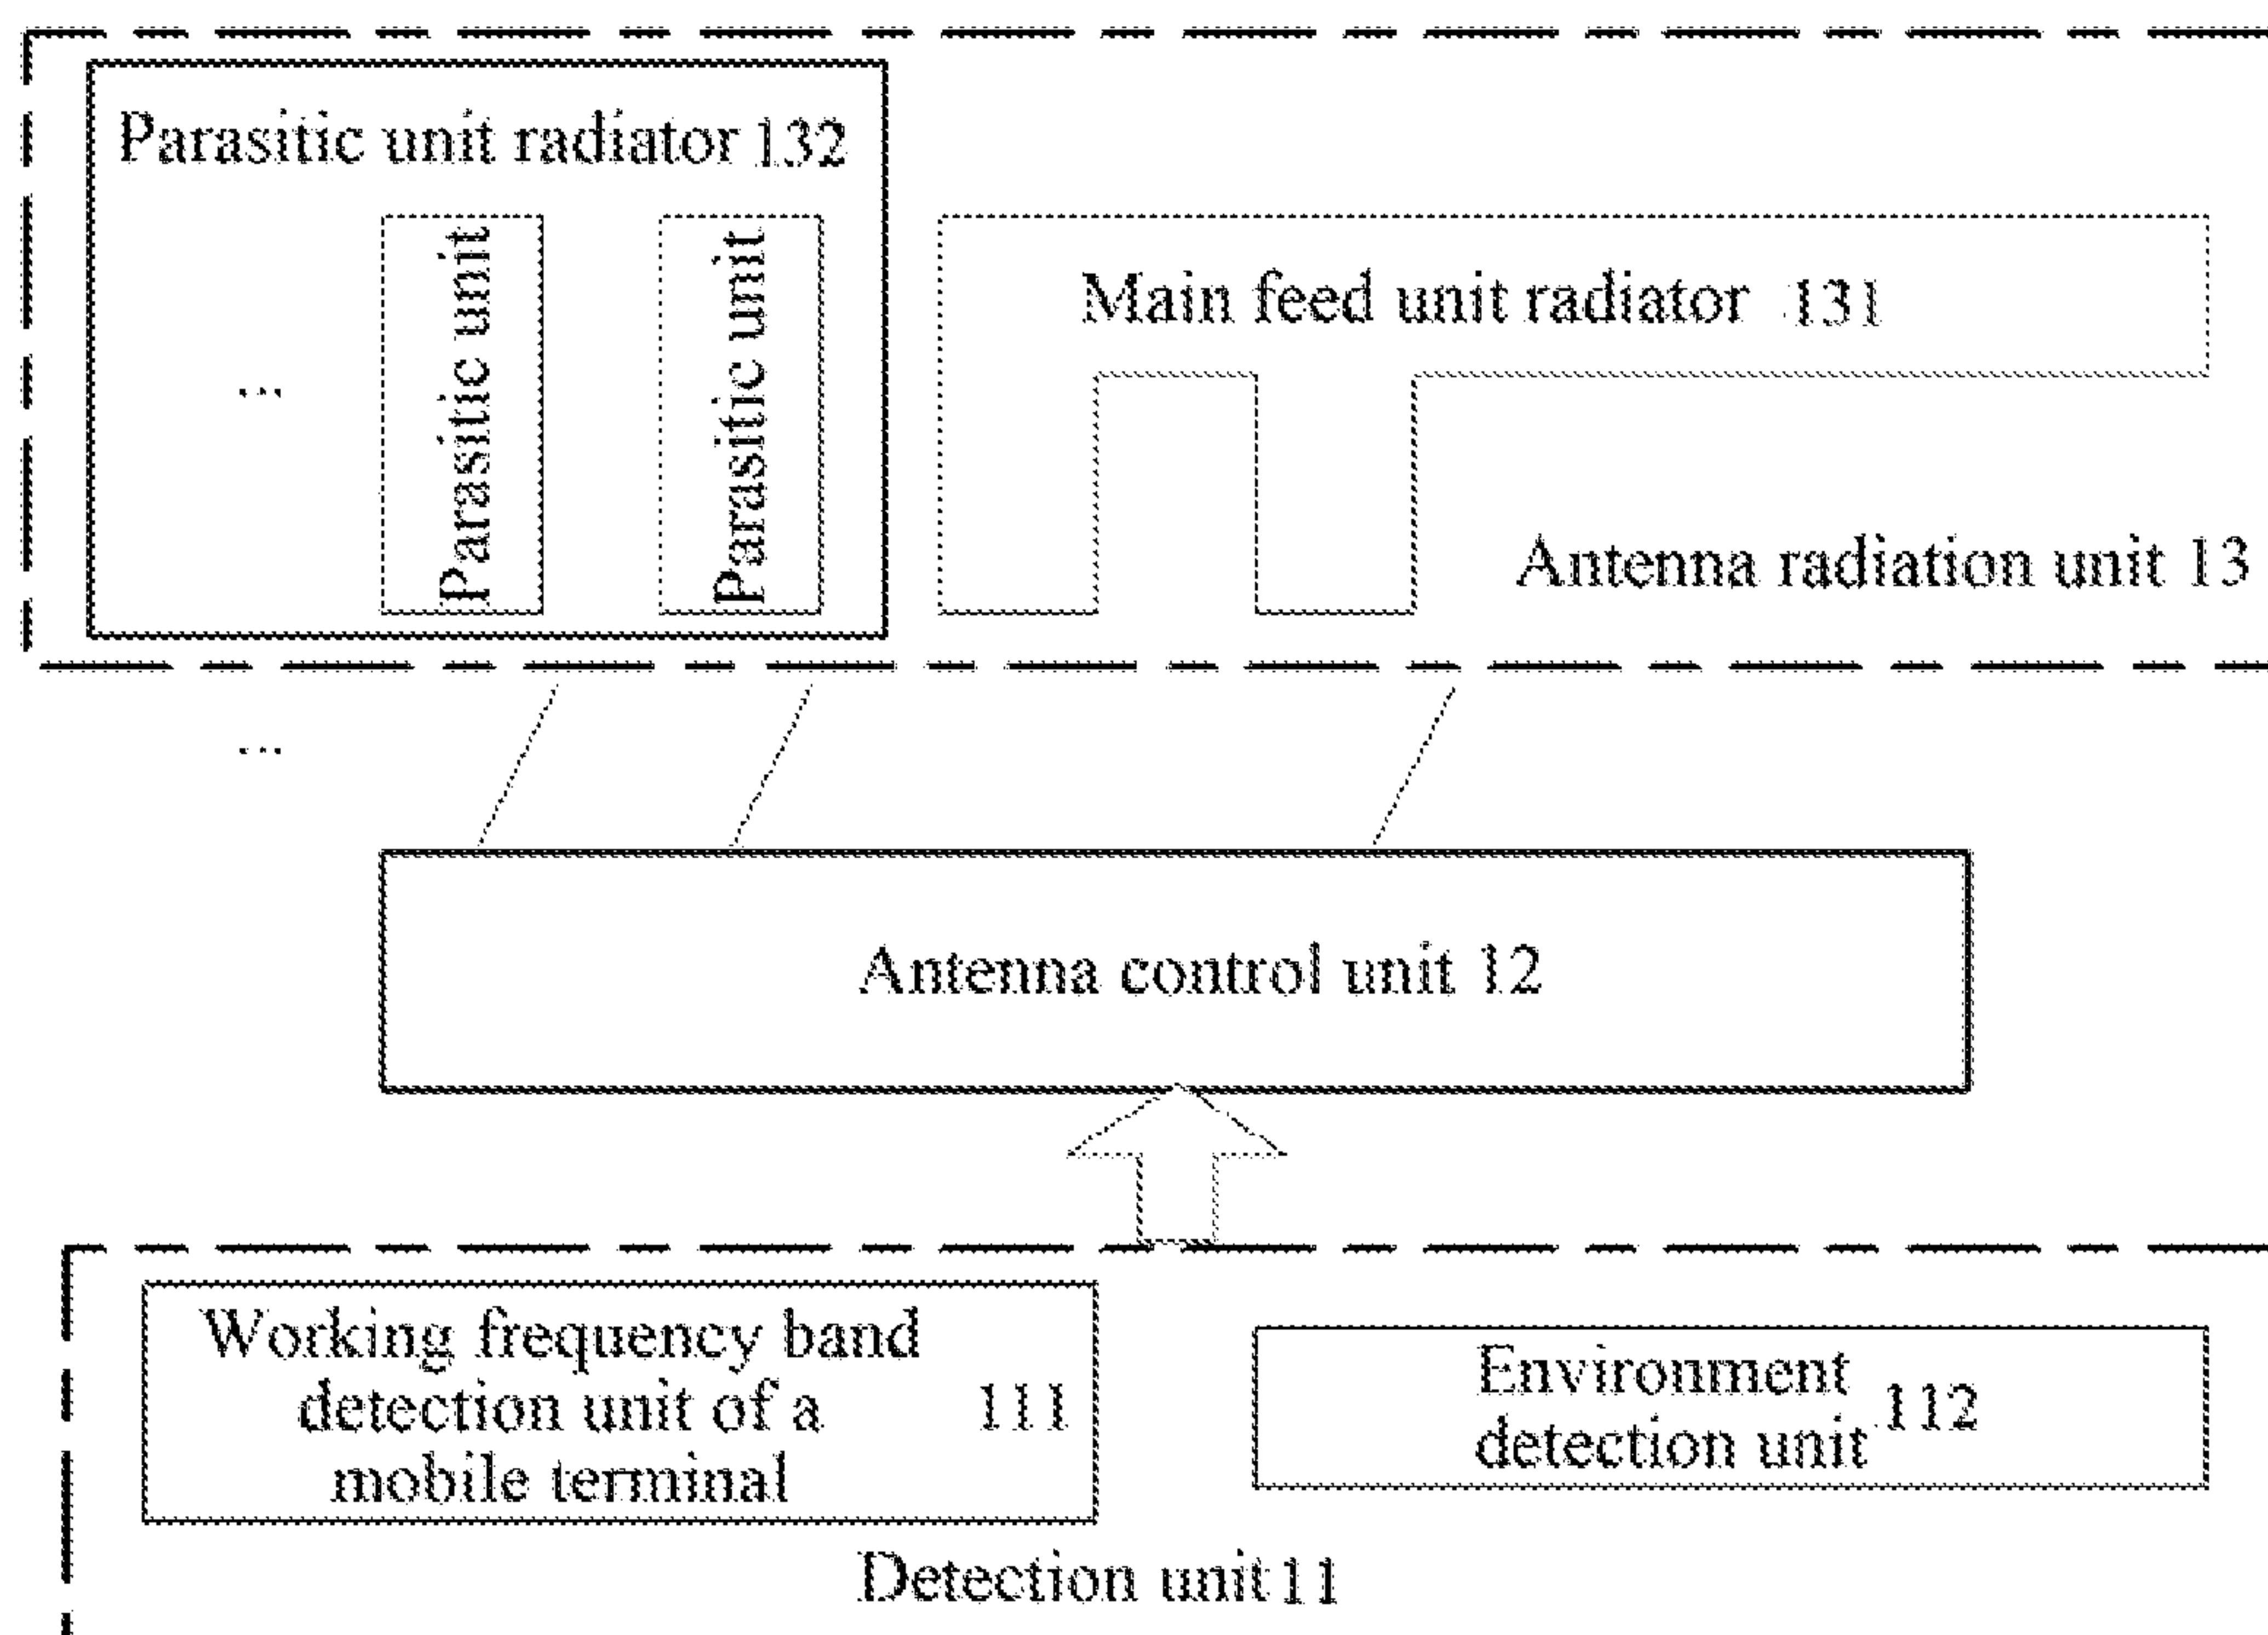 Parasitic unit radiator 132
Parasitic unit
Parasitic unit
...
Main feed unit radiator 131
Antenna radiation unit 13
...
Antenna control unit 12
Working frequency band
detection unit of a 111
mobile terminal
Environment
detection unit 112
Detection unit 11